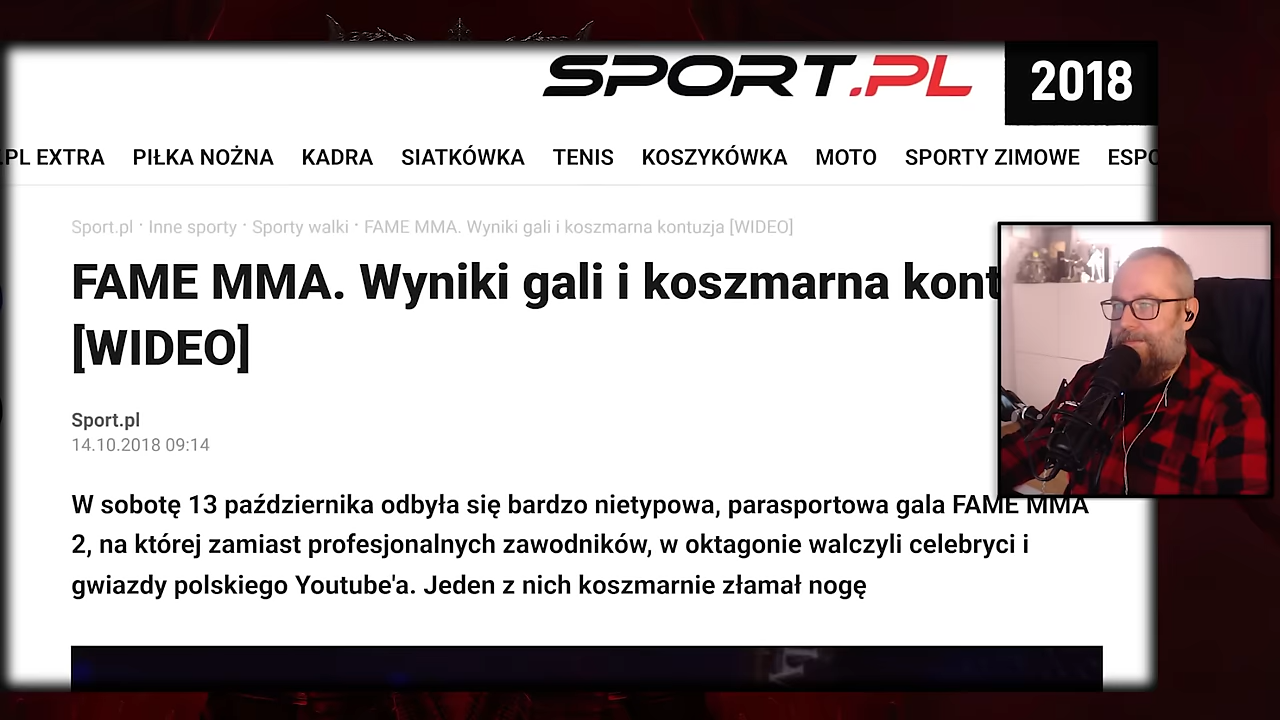 SPORT.PL
2018
.PL EXTRA PIŁKA NOŻNA KADRA SIATKÓWKA TENIS KOSZYKÓWKA MOTO SPORTY ZIMOWE ESPO
Sport.pl · Inne sporty · Sporty walki · FAME MMA. Wyniki gali i koszmarna kontuzja [WIDEO]
FAME MMA. Wyniki gali i koszmarna kont
[WIDEO]
Sport.pl
14.10.2018 09:14
W sobotę 13 października odbyła się bardzo nietypowa, parasportowa gala FAME MMA
2, na której zamiast profesjonalnych zawodników, w oktagonie walczyli celebryci i
gwiazdy polskiego Youtube'a. Jeden z nich koszmarnie złamał nogę